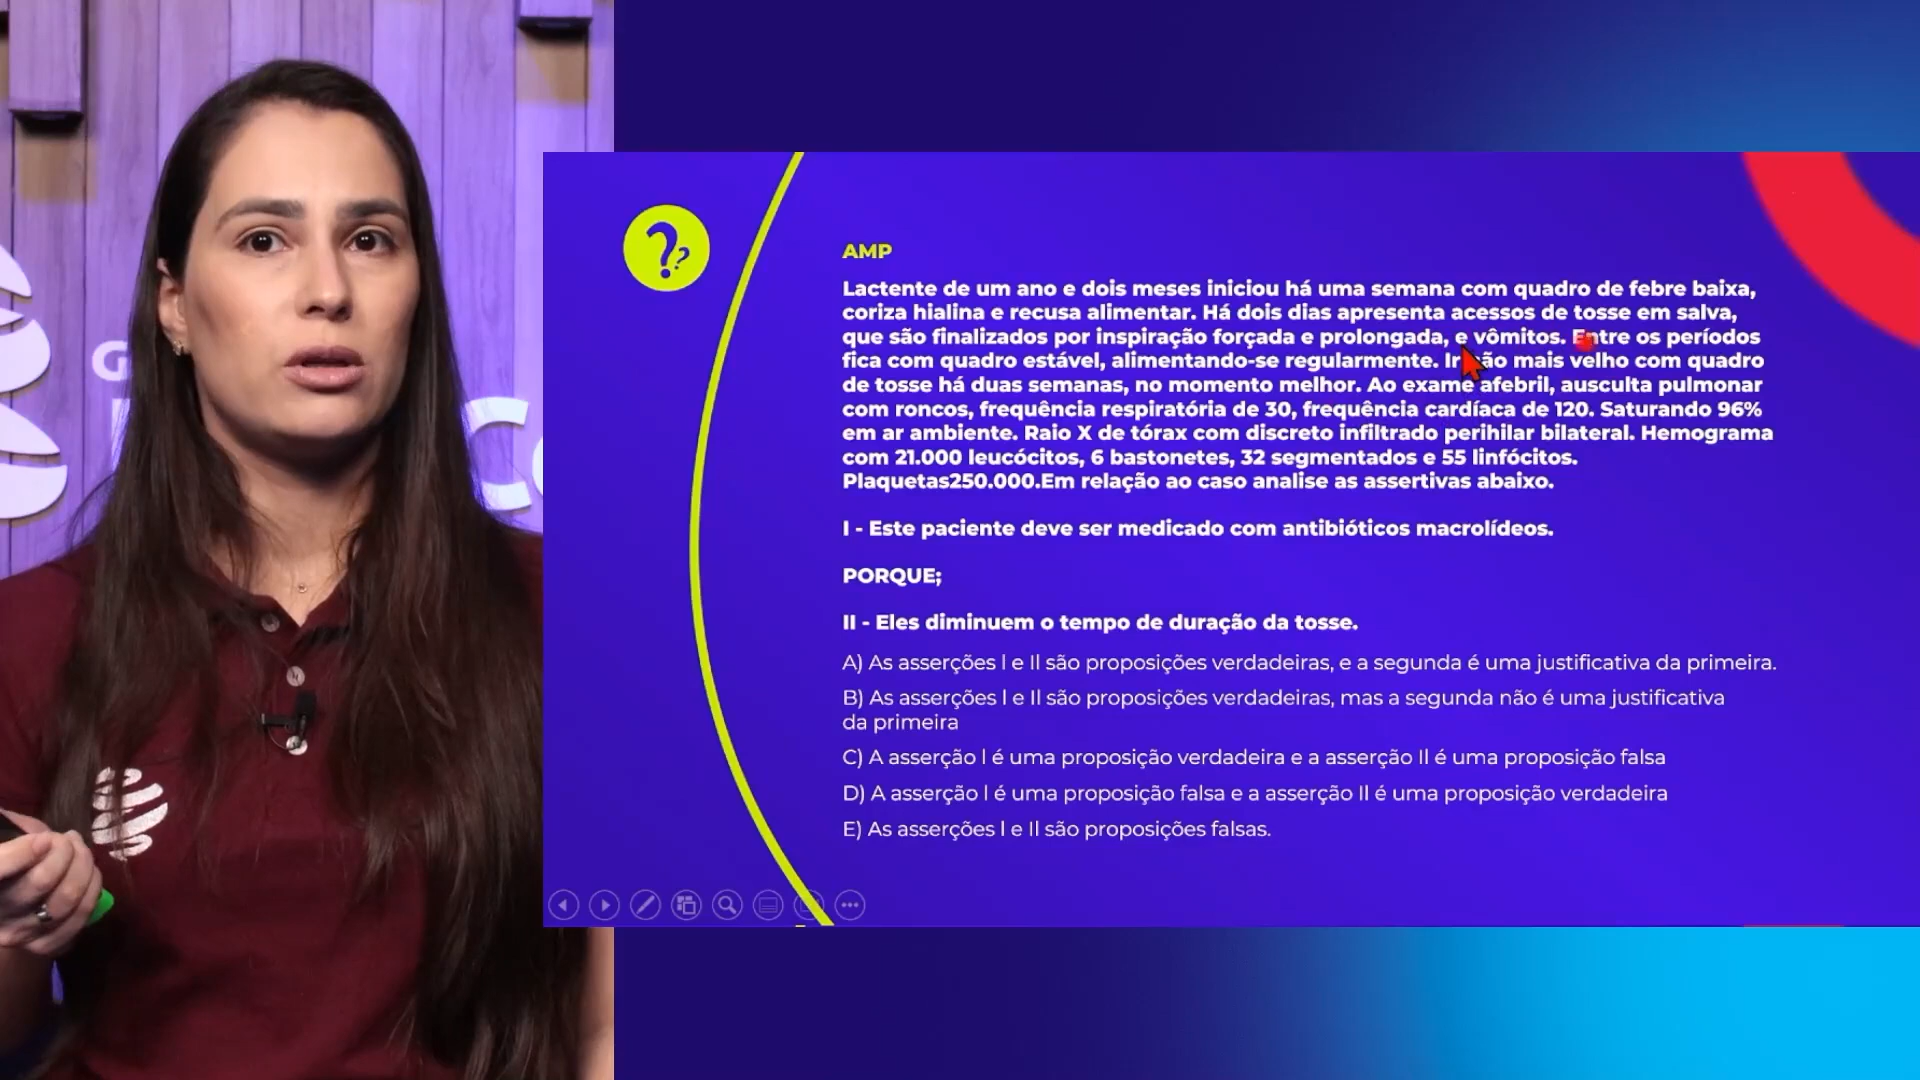 AMP
Lactente de um ano e dois meses iniciou há uma semana com quadro de febre baixa,
coriza hialina e recusa alimentar. Há dois dias apresenta acessos de tosse em salva,
que são finalizados por inspiração forçada e prolongada, e vômitos. Entre os períodos
fica com quadro estável, alimentando-se regularmente. Irmão mais velho com quadro
de tosse há duas semanas, no momento melhor. Ao exame afebril, ausculta pulmonar
com roncos, frequência respiratória de 30, frequência cardíaca de 120. Saturando 96%
em ar ambiente. Raio X de tórax com discreto infiltrado perihilar bilateral. Hemograma
com 21.000 leucócitos, 6 bastonetes, 32 segmentados e 55 linfócitos.
Plaquetas250.000.Em relação ao caso analise as assertivas abaixo.
I - Este paciente deve ser medicado com antibióticos macrolídeos.
PORQUE;
II - Eles diminuem o tempo de duração da tosse.
A) As asserções I e II são proposições verdadeiras, e a segunda é uma justificativa da primeira.
B) As asserções I e II são proposições verdadeiras, mas a segunda não é uma justificativa
da primeira
C) A asserção I é uma proposição verdadeira e a asserção II é uma proposição falsa
D) A asserção I é uma proposição falsa e a asserção II é uma proposição verdadeira
E) As asserções I e II são proposições falsas.